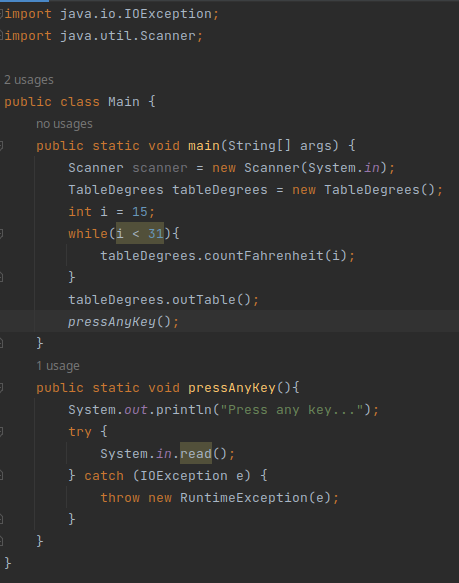 import java.io.IOException;
import java.util.Scanner;
2 usages
public class Main {
no usages
public static void main(String[] args) {
Scanner scanner = new Scanner(System.in);
TableDegrees tableDegrees = new TableDegrees();
int i = 15;
while(i < 31){
tableDegrees.countFahrenheit(i);
}
tableDegrees.outTable();
pressAnyKey();
}
1 usage
public static void pressAnyKey(){
System.out.println("Press any key...");
try {
System.in.read();
} catch (IOException e) {
throw new RuntimeException(e);
}
}
}